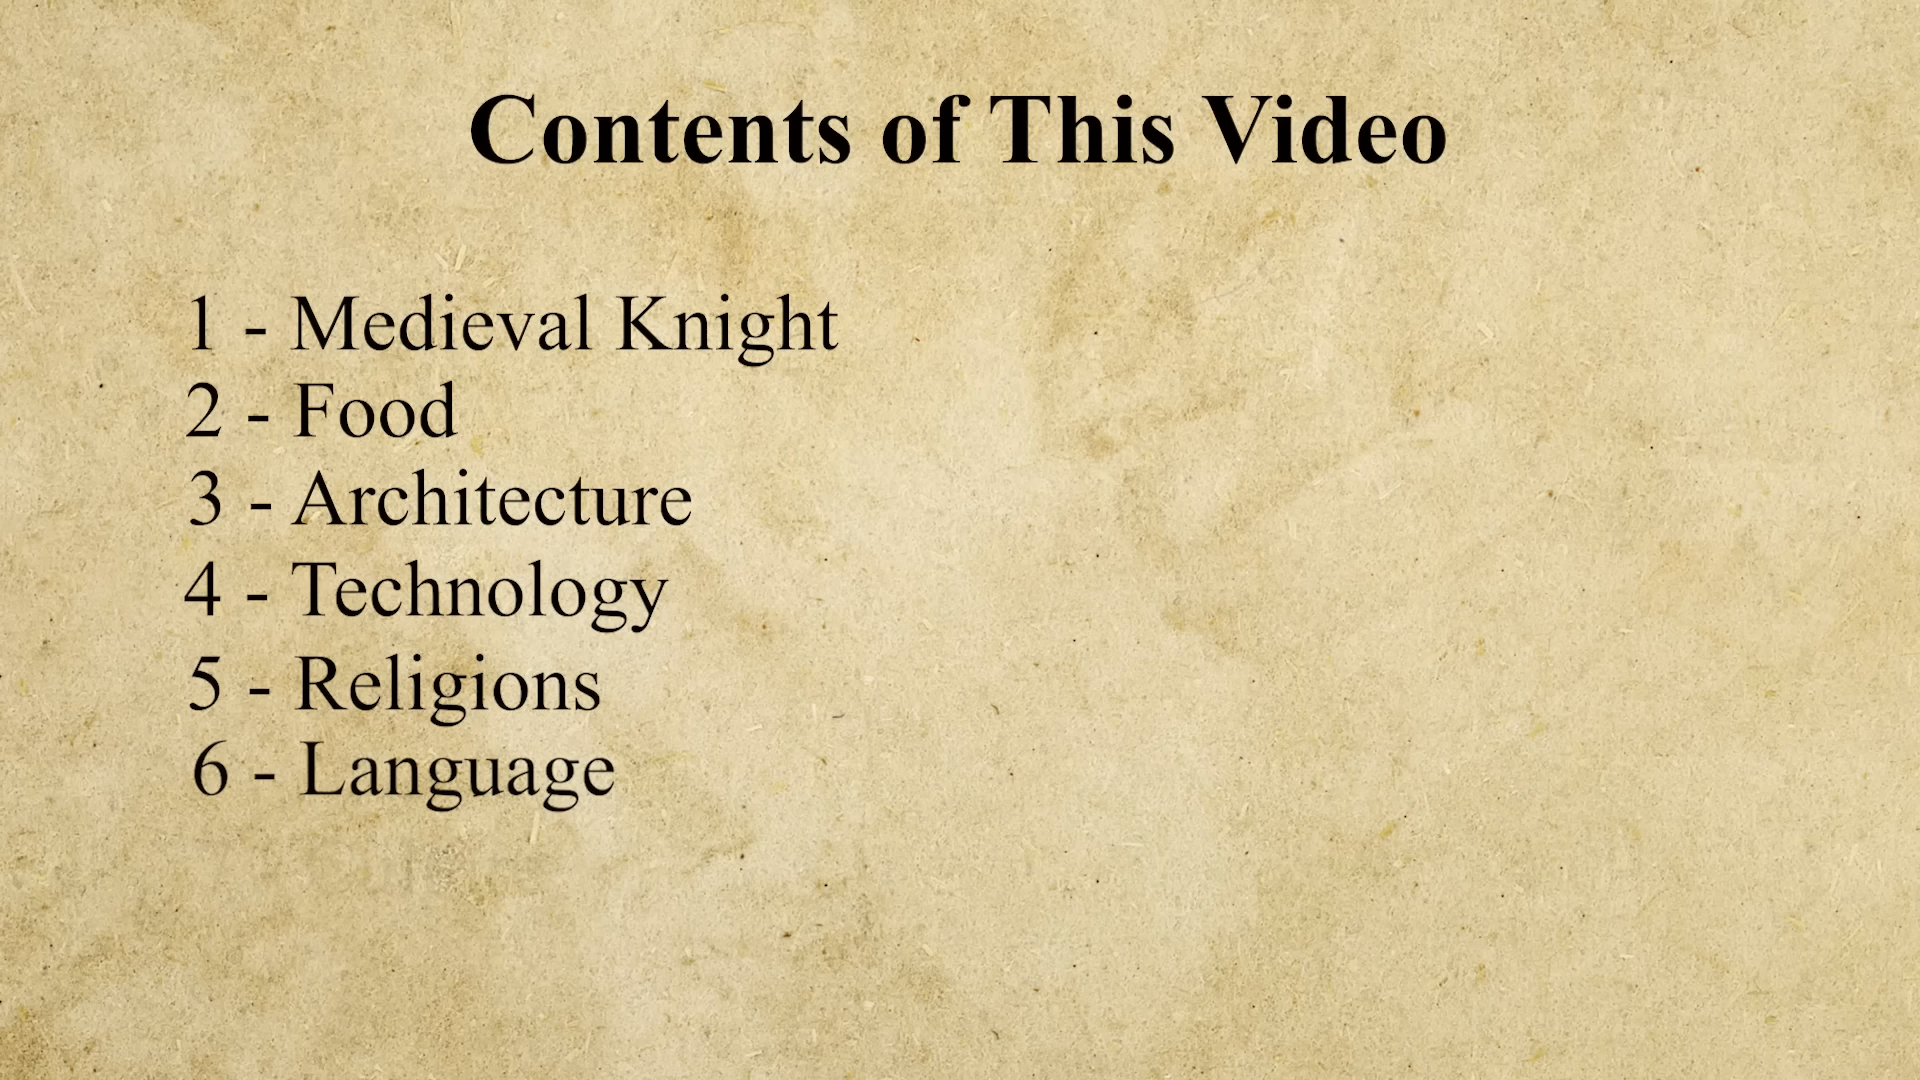 Contents of This Video
1 - Medieval Knight
2 - Food
3 - Architecture
4 - Technology
5 - Religions
6 - Language